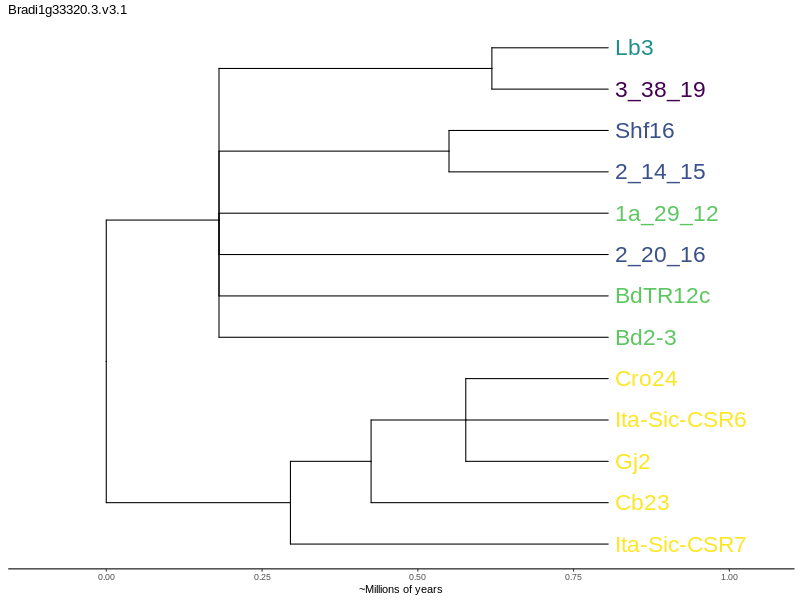 Bradi1g33320.3.v3.1
Lb3
3_38_19
Shf16
2_14_15
1a_29_12
2_20_16
BdTR12c
Bd2-3
Cro24
Ita-Sic-CSR6
Gj2
Cb23
Ita-Sic-CSR7
0.00 0.25 0.50 0.75 1.00
~Millions of years